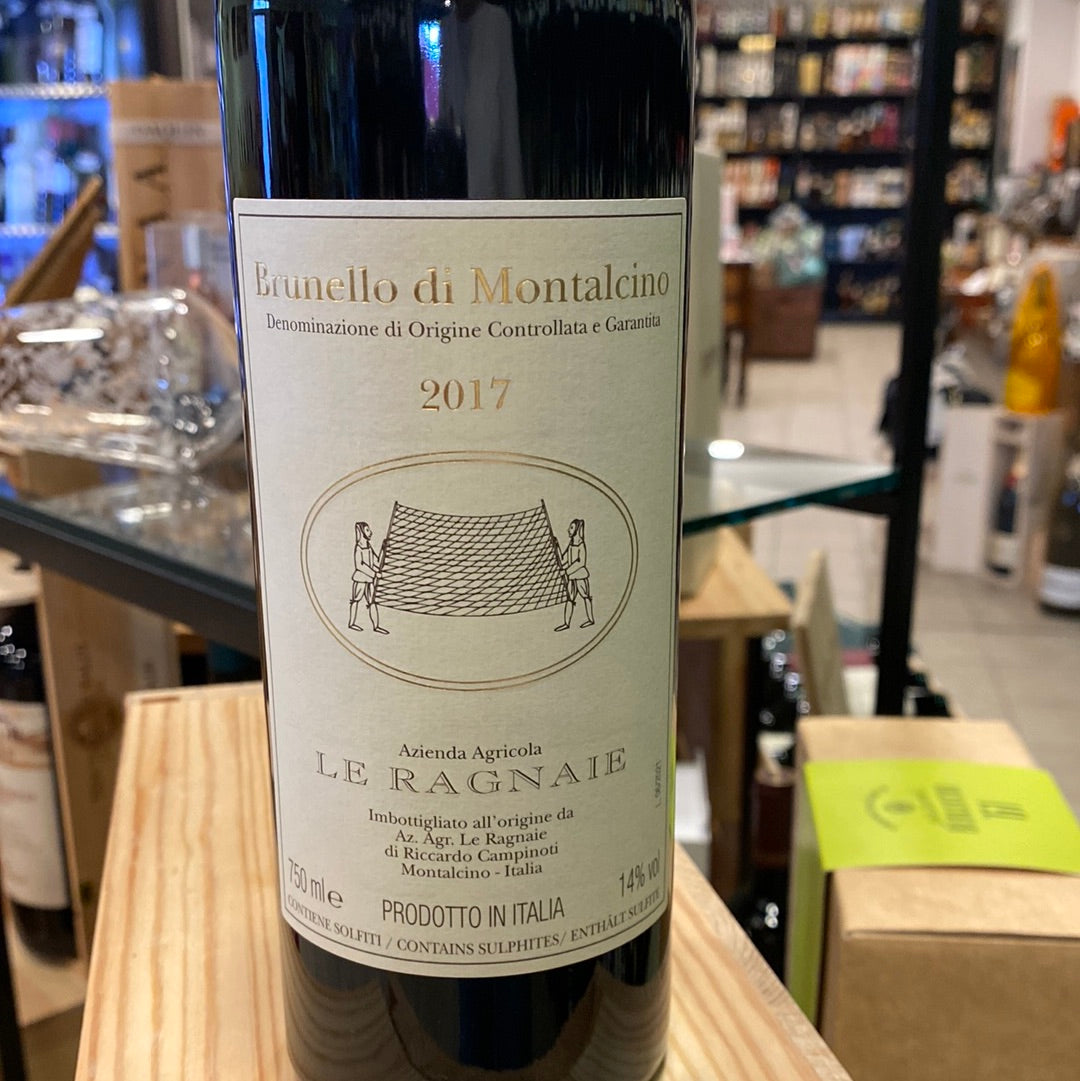 Brunello di Montalcino
Denominazione di Origine Controllata e Garantita
2017
Azienda Agricola
LE RAGNAIE
Imbottigliato all'origine da
Az. Agr. Le Ragnaie
di Riccardo Campinoti
Montalcino - Italia
750 ml e
PRODOTTO IN ITALIA
14% vol
CONTIENE SOLFITI / CONTAINS SULPHITES/ ENTHÄLT SULFITE
L. 06/2021